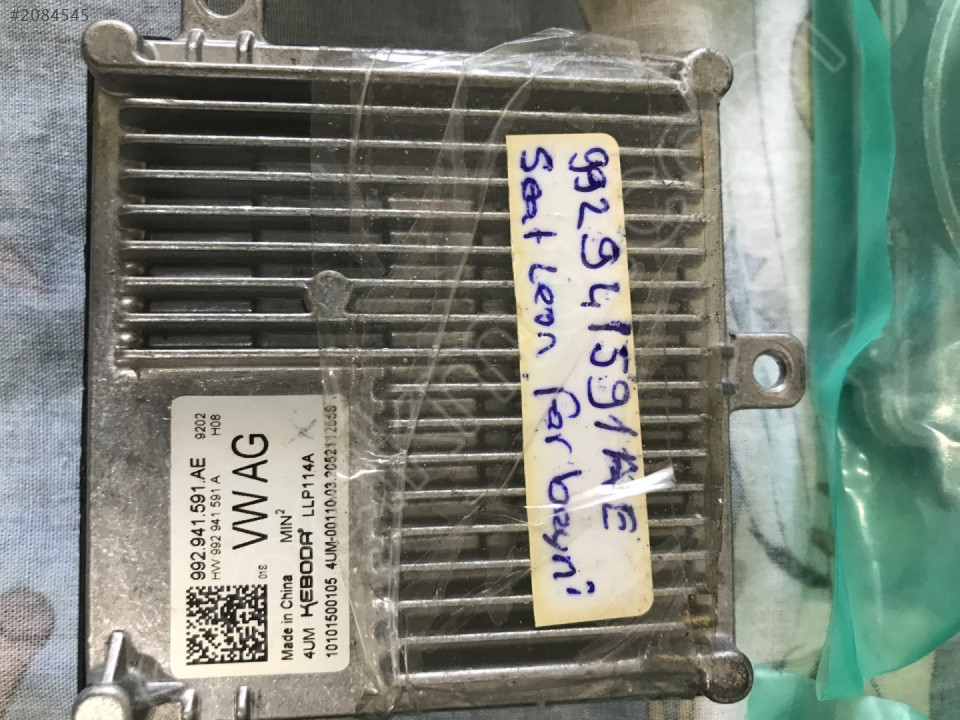 #2084545
992.941.591.AE 9202
HW 992 941 591 A H08
VW AG
01S
Made in China MIN²
4UM KEBODA LLP114A
10101500105 4UM-00110.03.2052112668
992941591AE
Seat Leon far beyni